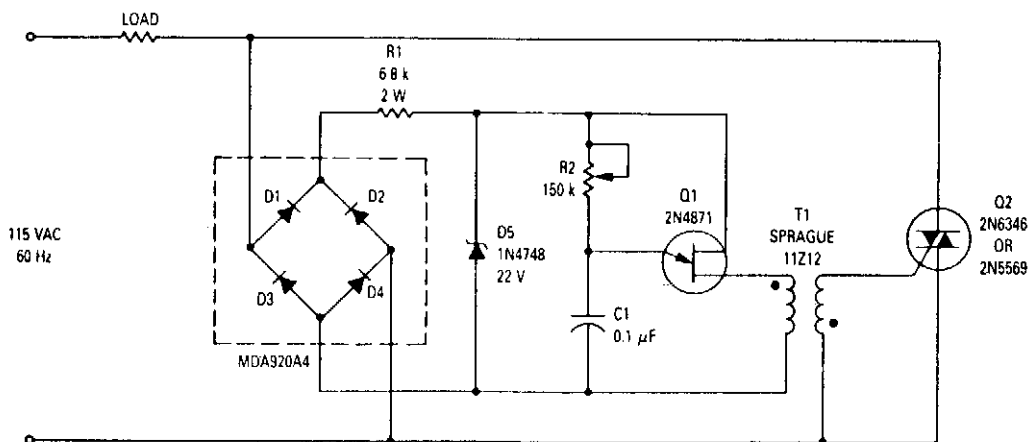 LOAD
R1
6.8 k
2 W
R2
150 k
Q1
2N4871
T1
SPRAGUE
11Z12
Q2
2N6346
OR
2N5569
115 VAC
60 Hz
D1
D2
D3
D4
D5
1N4748
22 V
C1
0.1 µF
MDA920A4